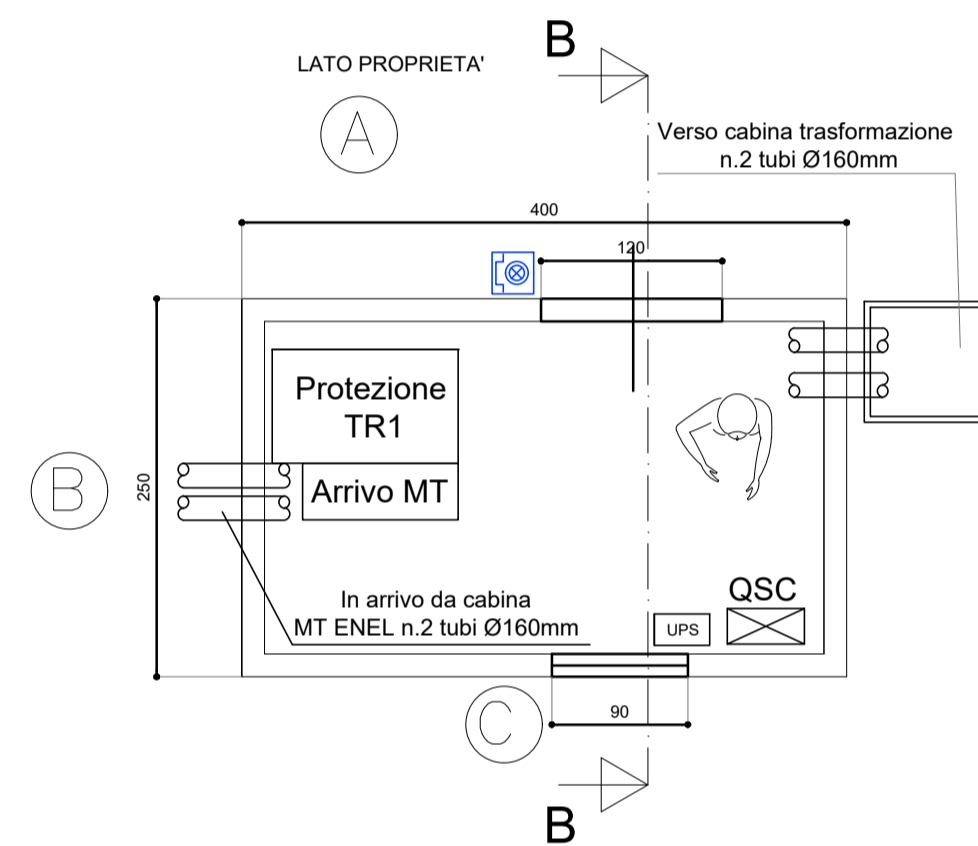 B
LATO PROPRIETA'
A
Verso cabina trasformazione
n.2 tubi Ø160mm
400
120
Protezione
TR1
B
250
Arrivo MT
QSC
In arrivo da cabina
MT ENEL n.2 tubi Ø160mm
UPS
C
90
B